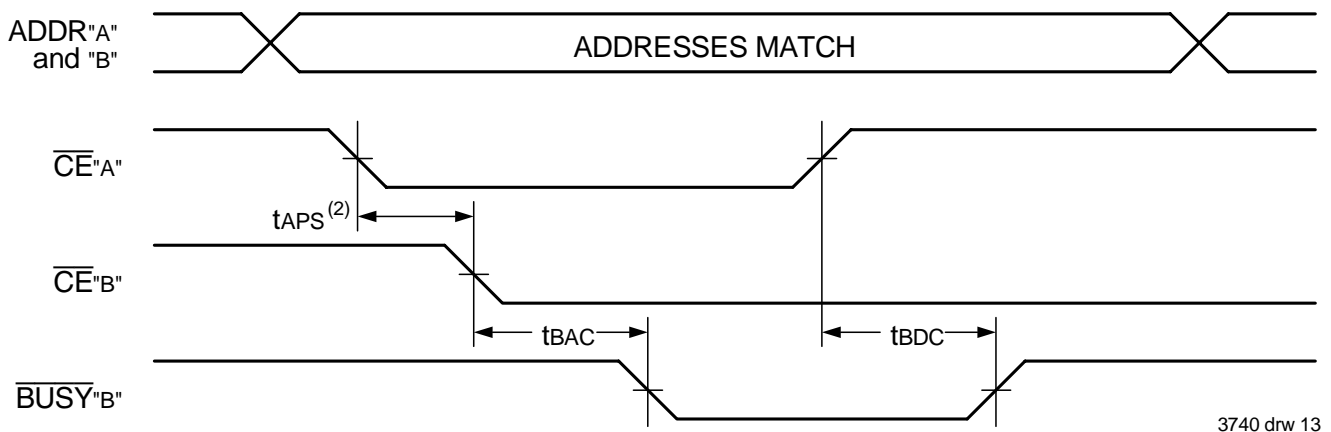 ADDR"A"
and "B"
ADDRESSES MATCH
CE"A"
tAPS (2)
CE"B"
tBAC
tBDC
BUSY"B"
3740 drw 13